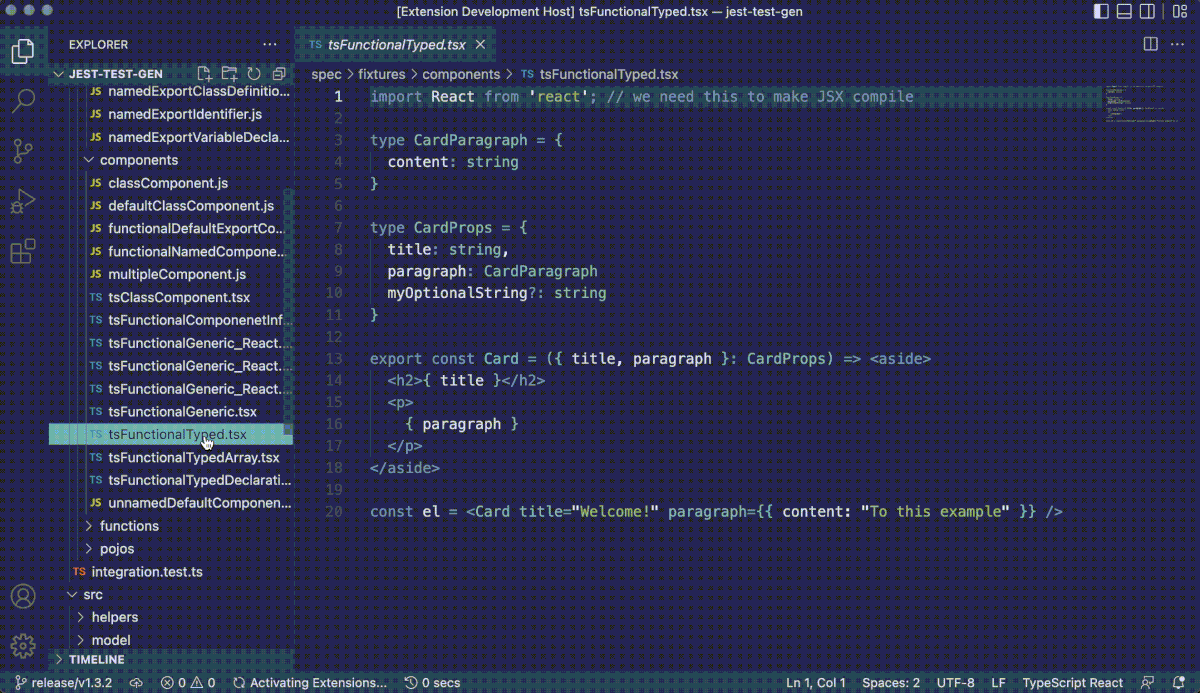 [Extension Development Host] tsFunctionalTyped.tsx — jest-test-gen
EXPLORER
JEST-TEST-GEN
JS namedExportClassDefinitio...
JS namedExportIdentifier.js
JS namedExportVariableDecla...
components
JS classComponent.js
JS defaultClassComponent.js
JS functionalDefaultExportCo...
JS functionalNamedCompone...
JS multipleComponent.js
TS tsClassComponent.tsx
TS tsFunctionalComponenetInf...
TS tsFunctionalGeneric_React...
TS tsFunctionalGeneric_React...
TS tsFunctionalGeneric_React...
TS tsFunctionalGeneric.tsx
TS tsFunctionalTyped.tsx
TS tsFunctionalTypedArray.tsx
TS tsFunctionalTypedDeclarati...
JS unnamedDefaultComponen...
functions
pojos
TS integration.test.ts
src
helpers
model
TIMELINE
TS tsFunctionalTyped.tsx
spec > fixtures > components > TS tsFunctionalTyped.tsx
1 import React from 'react'; // we need this to make JSX compile
2
3 type CardParagraph = {
4 content: string
5 }
6
7 type CardProps = {
8 title: string,
9 paragraph: CardParagraph
10 myOptionalString?: string
11 }
12
13 export const Card = ({ title, paragraph }: CardProps) => <aside>
14 <h2>{ title }</h2>
15 <p>
16 { paragraph }
17 </p>
18 </aside>
19
20 const el = <Card title="Welcome!" paragraph={{ content: "To this example" }} />
release/v1.3.2 0 0 Activating Extensions... 0 secs Ln 1, Col 1 Spaces: 2 UTF-8 LF TypeScript React